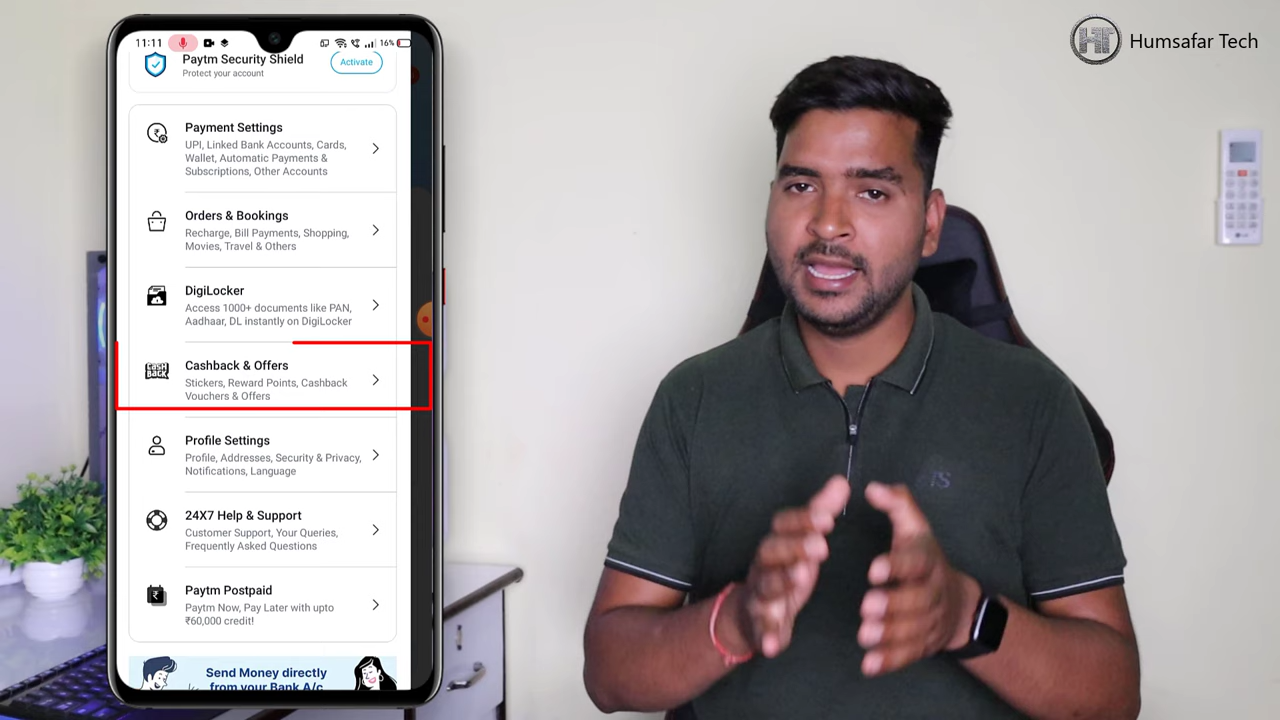 11:11
16%
Paytm Security Shield
Protect your account
Activate
Payment Settings
UPI, Linked Bank Accounts, Cards,
Wallet, Automatic Payments &
Subscriptions, Other Accounts
Orders & Bookings
Recharge, Bill Payments, Shopping,
Movies, Travel & Others
DigiLocker
Access 1000+ documents like PAN,
Aadhaar, DL instantly on DigiLocker
CASH
BACK
Cashback & Offers
Stickers, Reward Points, Cashback
Vouchers & Offers
Profile Settings
Profile, Addresses, Security & Privacy,
Notifications, Language
24X7 Help & Support
Customer Support, Your Queries,
Frequently Asked Questions
Paytm Postpaid
Paytm Now, Pay Later with upto
₹60,000 credit!
Send Money directly
from your Bank A/c
HT
Humsafar Tech